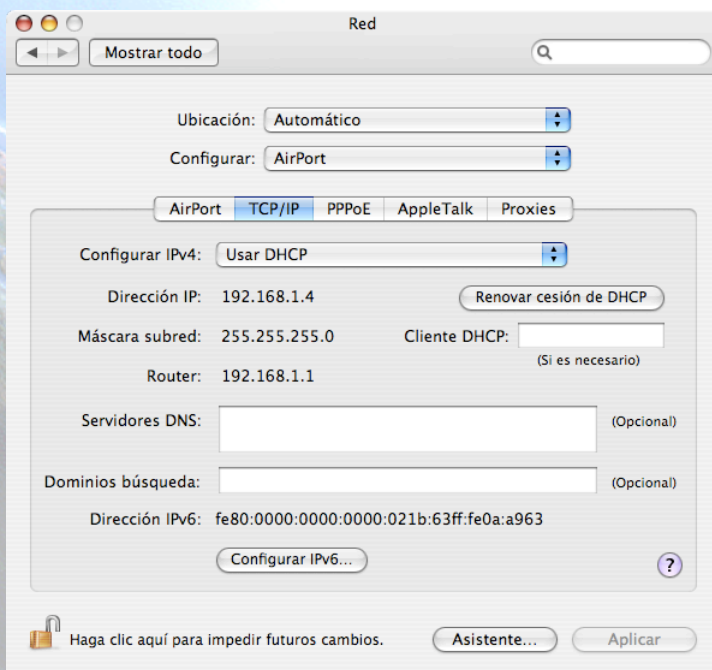 Red
Mostrar todo
Ubicación: Automático
Configurar: AirPort
AirPort TCP/IP PPPoE AppleTalk Proxies
Configurar IPv4: Usar DHCP
Dirección IP: 192.168.1.4 Renovar cesión de DHCP
Máscara subred: 255.255.255.0 Cliente DHCP:
(Si es necesario)
Router: 192.168.1.1
Servidores DNS: (Opcional)
Dominios búsqueda: (Opcional)
Dirección IPv6: fe80:0000:0000:0000:021b:63ff:fe0a:a963
Configurar IPv6... ?
Haga clic aquí para impedir futuros cambios. Asistente... Aplicar